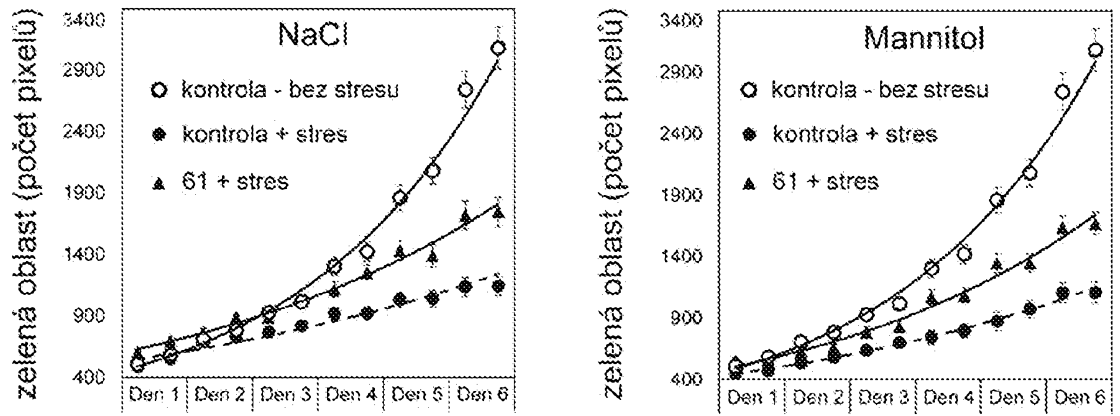 NaCl
zelená oblast (počet pixelů)
3400
2900
2400
1900
1400
900
400
kontrola - bez stresu
kontrola + stres
61 + stres
Den 1 Den 2 Den 3 Den 4 Den 5 Den 6
Mannitol
zelená oblast (počet pixelů)
3400
2900
2400
1900
1400
900
400
kontrola - bez stresu
kontrola + stres
61 + stres
Den 1 Den 2 Den 3 Den 4 Den 5 Den 6